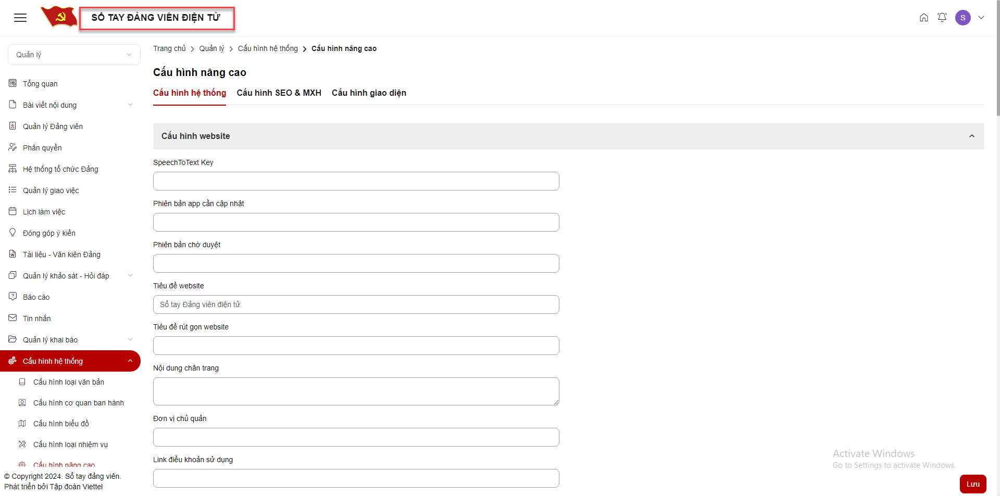 SỔ TAY ĐẢNG VIÊN ĐIỆN TỬ
S
Quản lý
Tổng quan
Bài viết nội dung
Quản lý Đảng viên
Phân quyền
Hệ thống tổ chức Đảng
Quản lý giao việc
Lịch làm việc
Đóng góp ý kiến
Tài liệu - Văn kiện Đảng
Quản lý khảo sát - Hỏi đáp
Báo cáo
Tin nhắn
Quản lý khai báo
Cấu hình hệ thống
Cấu hình loại văn bản
Cấu hình cơ quan ban hành
Cấu hình biểu đồ
Cấu hình loại nhiệm vụ
Cấu hình nâng cao
© Copyright 2024. Sổ tay đảng viên.
Phát triển bởi Tập đoàn Viettel
Trang chủ > Quản lý > Cấu hình hệ thống > Cấu hình nâng cao
Cấu hình nâng cao
Cấu hình hệ thống Cấu hình SEO & MXH Cấu hình giao diện
Cấu hình website
SpeechToText Key
Phiên bản app cần cập nhật
Phiên bản chờ duyệt
Tiêu đề website
Sổ tay Đảng viên điện tử
Tiêu đề rút gọn website
Nội dung chân trang
Đơn vị chủ quản
Link điều khoản sử dụng
Activate Windows
Go to Settings to activate Windows.
Lưu